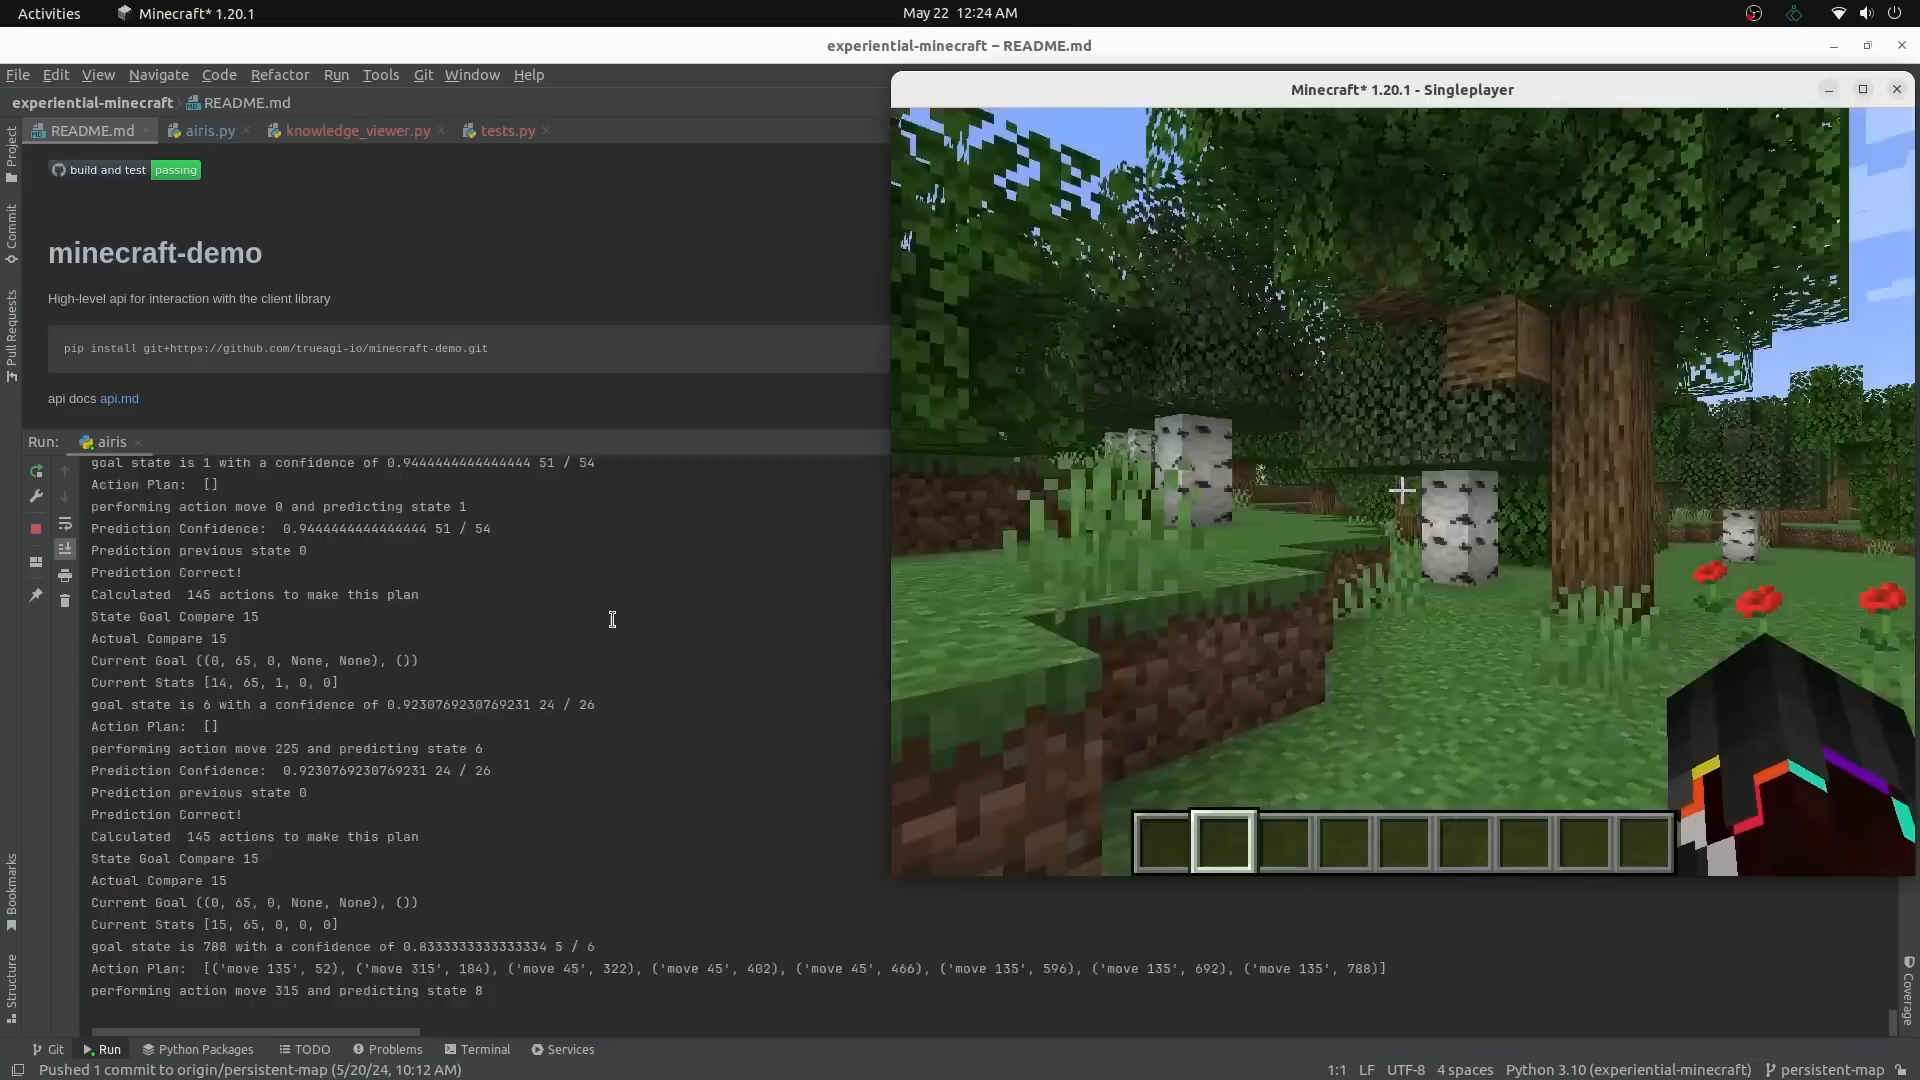 Activities
Minecraft* 1.20.1
May 22 12:24 AM
experiential-minecraft – README.md
File Edit View Navigate Code Refactor Run Tools Git Window Help
experiential-minecraft README.md
README.md airis.py knowledge_viewer.py tests.py
Minecraft* 1.20.1 - Singleplayer
Project
Commit
Pull Requests
build and test passing
minecraft-demo
High-level api for interaction with the client library
pip install git+https://github.com/trueagi-io/minecraft-demo.git
api docs api.md
Run: airis
goal state is 1 with a confidence of 0.9444444444444444 51 / 54
Action Plan:  []
performing action move 0 and predicting state 1
Prediction Confidence:  0.9444444444444444 51 / 54
Prediction previous state 0
Prediction Correct!
Calculated  145 actions to make this plan
State Goal Compare 15
Actual Compare 15
Current Goal ((0, 65, 0, None, None), ())
Current Stats [14, 65, 1, 0, 0]
goal state is 6 with a confidence of 0.9230769230769231 24 / 26
Action Plan:  []
performing action move 225 and predicting state 6
Prediction Confidence:  0.9230769230769231 24 / 26
Prediction previous state 0
Prediction Correct!
Calculated  145 actions to make this plan
State Goal Compare 15
Actual Compare 15
Current Goal ((0, 65, 0, None, None), ())
Current Stats [15, 65, 0, 0, 0]
goal state is 788 with a confidence of 0.8333333333333334 5 / 6
Action Plan:  [('move 135', 52), ('move 315', 184), ('move 45', 322), ('move 45', 402), ('move 45', 466), ('move 135', 596), ('move 135', 692), ('move 135', 788)]
performing action move 315 and predicting state 8
Bookmarks
Structure
Coverage
Git Run Python Packages TODO Problems Terminal Services
Pushed 1 commit to origin/persistent-map (5/20/24, 10:12 AM)
1:1 LF UTF-8 4 spaces Python 3.10 (experiential-minecraft) persistent-map